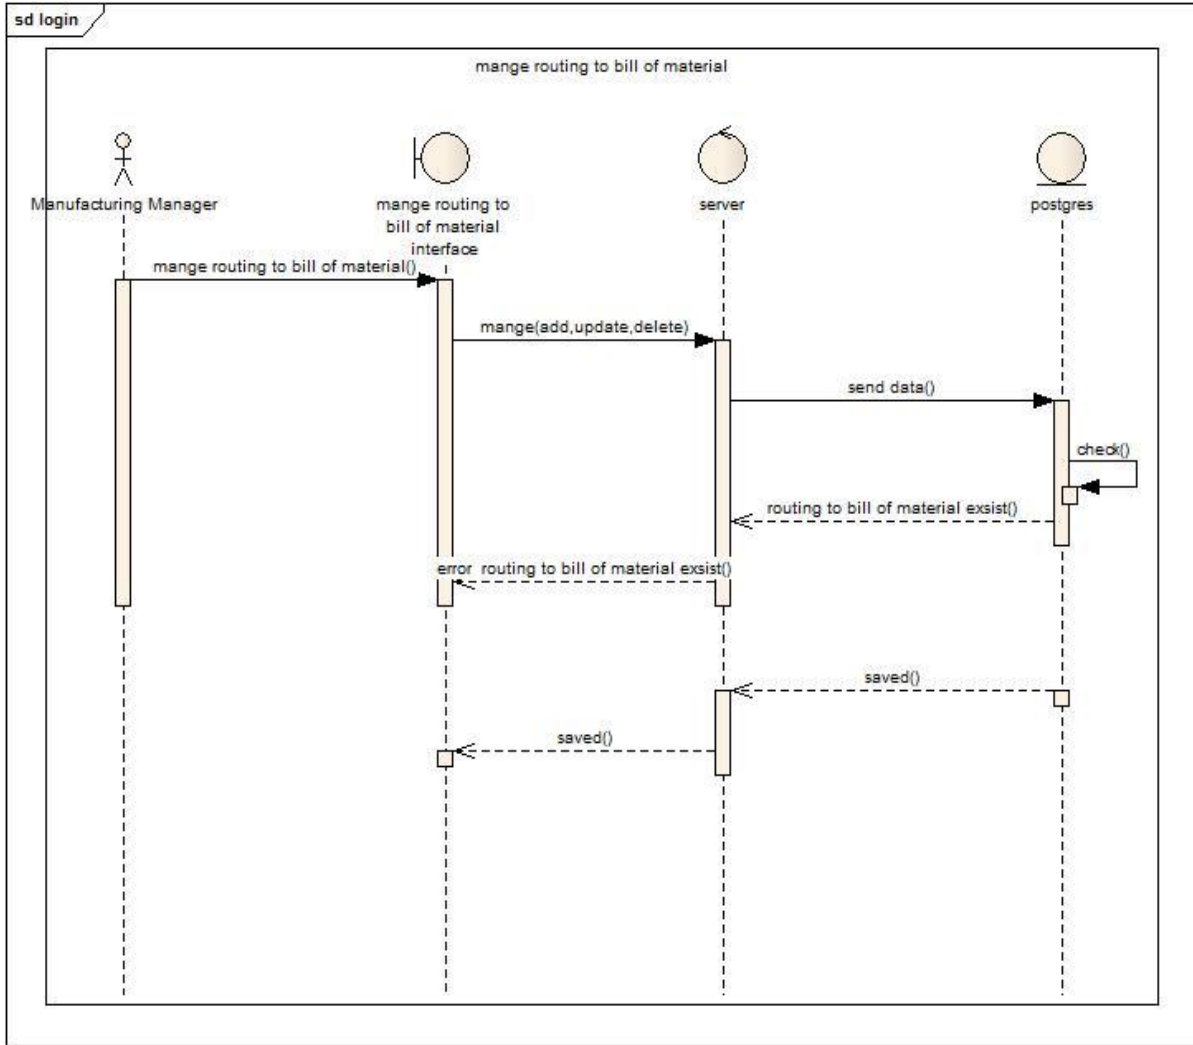 sd login
mange routing to bill of material
Manufacturing Manager
mange routing to
bill of material
interface
server
postgres
mange routing to bill of material()
mange(add,update,delete)
send data()
check()
routing to bill of material exsist()
error routing to bill of material exsist()
saved()
saved()